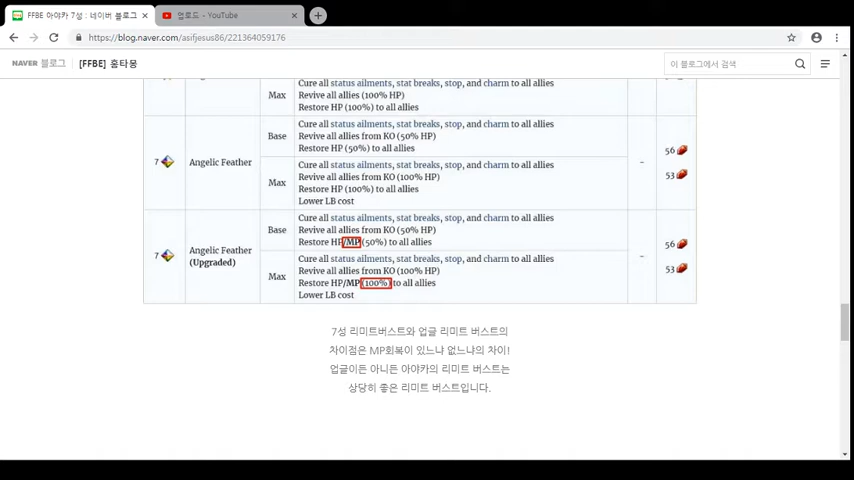 FFBE 아야카 7성 : 네이버 블로그
업로드 - YouTube
https://blog.naver.com/asifjesus86/221364059176
NAVER 블로그 | [FFBE] 홀타뭉
이 블로그에서 검색
Cure all status ailments, stat breaks, stop, and charm to all allies
Max
Revive all allies (100% HP)
Restore HP (100%) to all allies
7
Angelic Feather
Base
Cure all status ailments, stat breaks, stop, and charm to all allies
Revive all allies from KO (50% HP)
Restore HP (50%) to all allies
Max
Cure all status ailments, stat breaks, stop, and charm to all allies
Revive all allies from KO (100% HP)
Restore HP (100%) to all allies
Lower LB cost
-
56
53
7
Angelic Feather
(Upgraded)
Base
Cure all status ailments, stat breaks, stop, and charm to all allies
Revive all allies from KO (50% HP)
Restore HP/MP (50%) to all allies
Max
Cure all status ailments, stat breaks, stop, and charm to all allies
Revive all allies from KO (100% HP)
Restore HP/MP (100%) to all allies
Lower LB cost
-
56
53
7성 리미트버스트와 업글 리미트 버스트의
차이점은 MP회복이 있느냐 없느냐의 차이!
업글이든 아니든 아야카의 리미트 버스트는
상당히 좋은 리미트 버스트입니다.